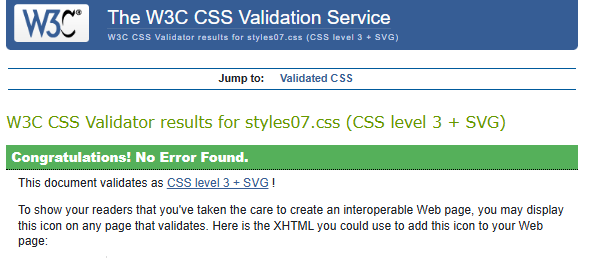 W3C®
The W3C CSS Validation Service
W3C CSS Validator results for styles07.css (CSS level 3 + SVG)
Jump to: Validated CSS
W3C CSS Validator results for styles07.css (CSS level 3 + SVG)
Congratulations! No Error Found.
This document validates as CSS level 3 + SVG !
To show your readers that you've taken the care to create an interoperable Web page, you may display
this icon on any page that validates. Here is the XHTML you could use to add this icon to your Web
page: